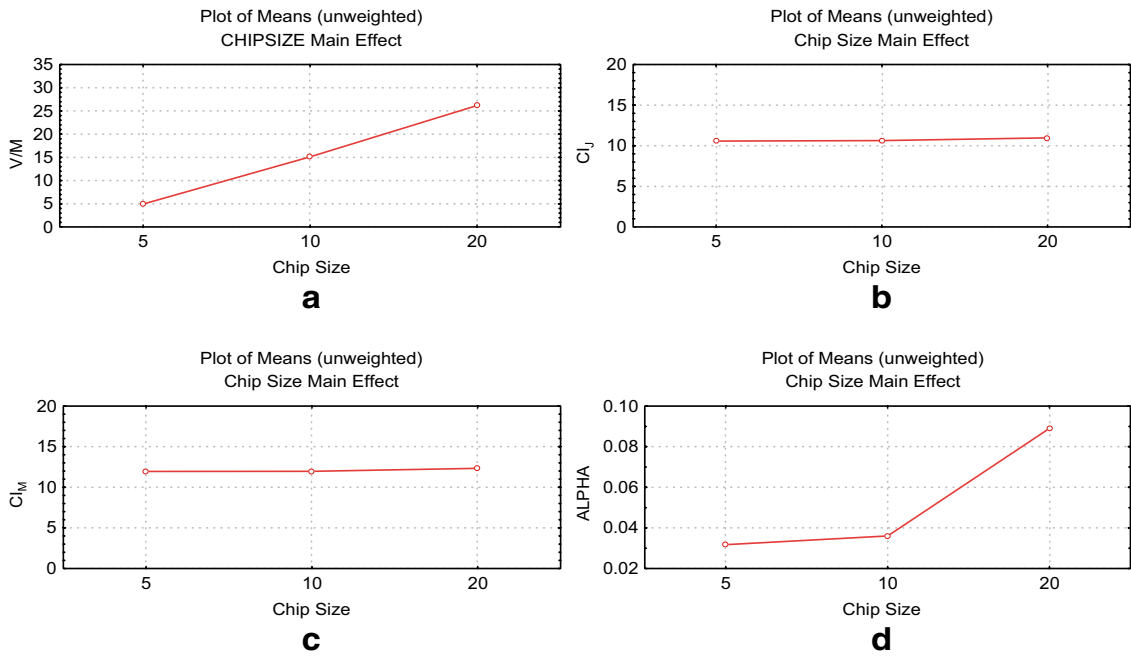 Plot of Means (unweighted)
CHIPSIZE Main Effect
35
30
25
20
15
10
5
0
V/M
5 10 20
Chip Size
a
Plot of Means (unweighted)
Chip Size Main Effect
20
15
10
5
0
CIJ
5 10 20
Chip Size
b
Plot of Means (unweighted)
Chip Size Main Effect
20
15
10
5
0
CIM
5 10 20
Chip Size
c
Plot of Means (unweighted)
Chip Size Main Effect
0.10
0.08
0.06
0.04
0.02
ALPHA
5 10 20
Chip Size
d